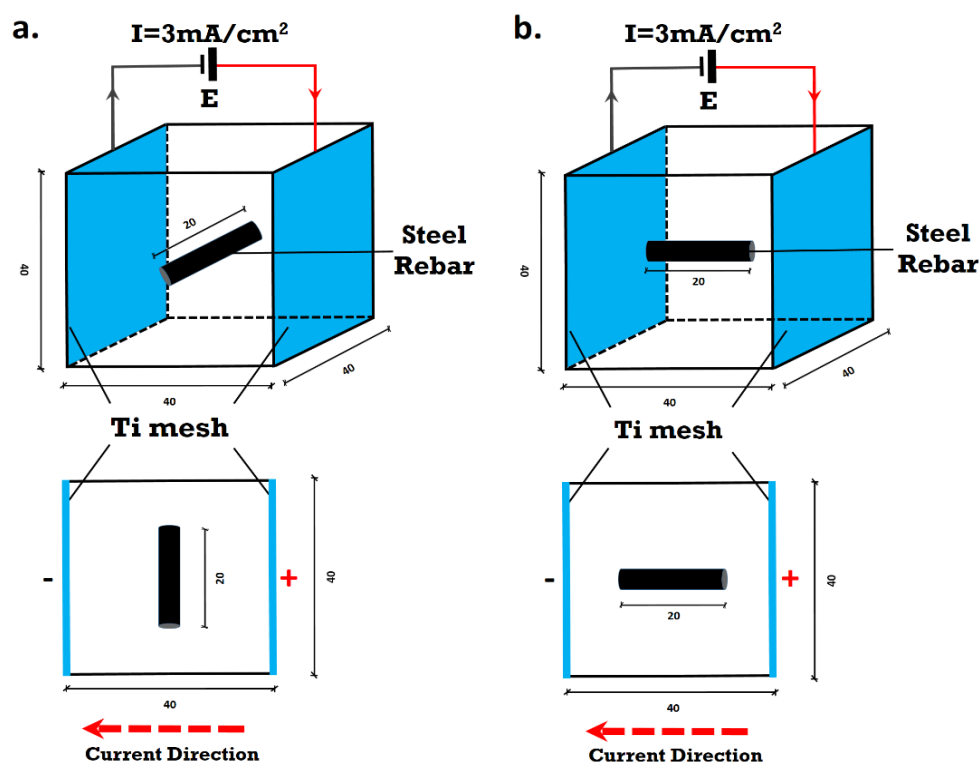 a.
I=3mA/cm²
E
20
Steel
Rebar
40
40
40
Ti mesh
-
+
20
40
40
Current Direction
b.
I=3mA/cm²
E
20
Steel
Rebar
40
40
40
Ti mesh
-
+
20
40
40
Current Direction